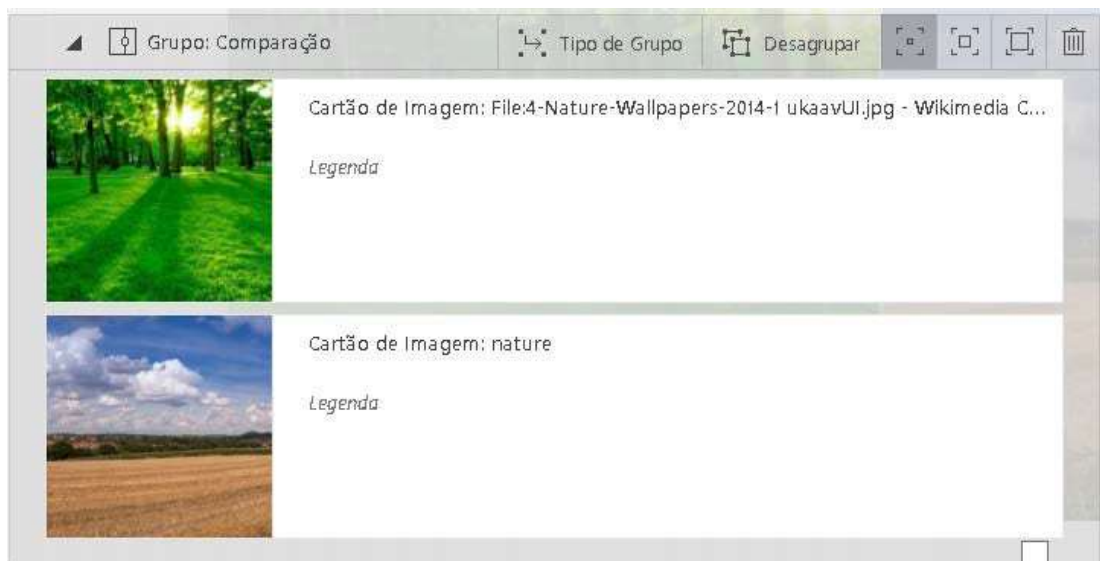 Grupo: Comparação Tipo de Grupo Desagrupar
Cartão de Imagem: File:4-Nature-Wallpapers-2014-1 ukaavUI.jpg - Wikimedia C...
Legenda
Cartão de Imagem: nature
Legenda